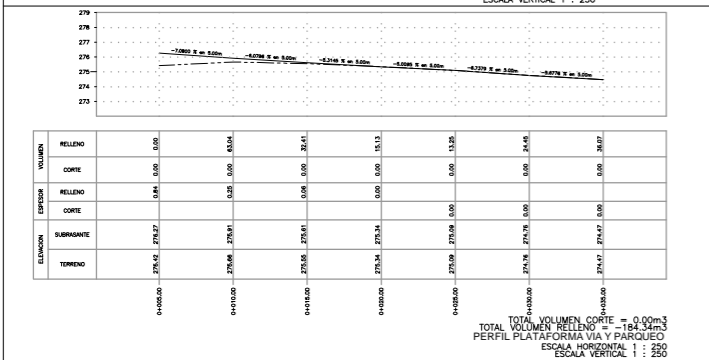 ESCALA VERTICAL 1 : 250
279
278
277
276
275
274
273
-7.0800 % en 5.00m
-6.0796 % en 5.00m
-5.3145 % en 5.00m
-5.0095 % en 5.00m
-6.7379 % en 5.00m
-5.6776 % en 5.00m
VOLUMEN
RELLENO 0.00 63.04 32.41 15.13 13.25 24.45 36.07
CORTE 0.00 0.00 0.00 0.00 0.00 0.00 0.00
ESPESOR
RELLENO 0.84 0.25 0.06 0.00
CORTE 0.00 0.00 0.00
ELEVACION
SUBRASANTE 276.27 275.91 275.61 275.34 275.09 274.76 274.47
TERRENO 275.42 275.66 275.55 275.34 275.09 274.76 274.47
0+005.00 0+010.00 0+015.00 0+020.00 0+025.00 0+030.00 0+035.00
TOTAL VOLUMEN CORTE = 0.00m3
TOTAL VOLUMEN RELLENO = -184.34m3
PERFIL PLATAFORMA VIA Y PARQUEO
ESCALA HORIZONTAL 1 : 250
ESCALA VERTICAL 1 : 250